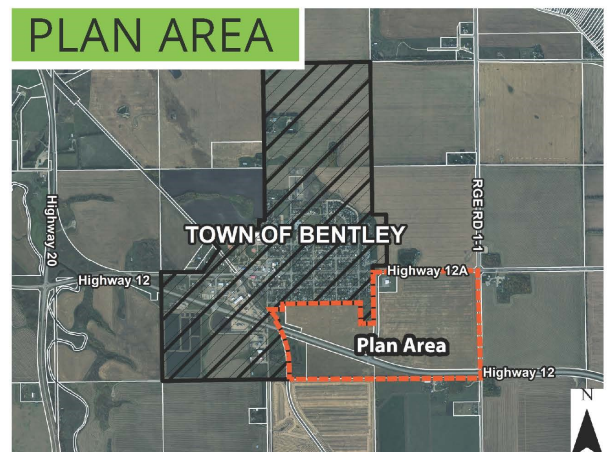 PLAN AREA
Highway 20
RGE RD 1-1
TOWN OF BENTLEY
Highway 12
Highway 12A
Plan Area
Highway 12
N